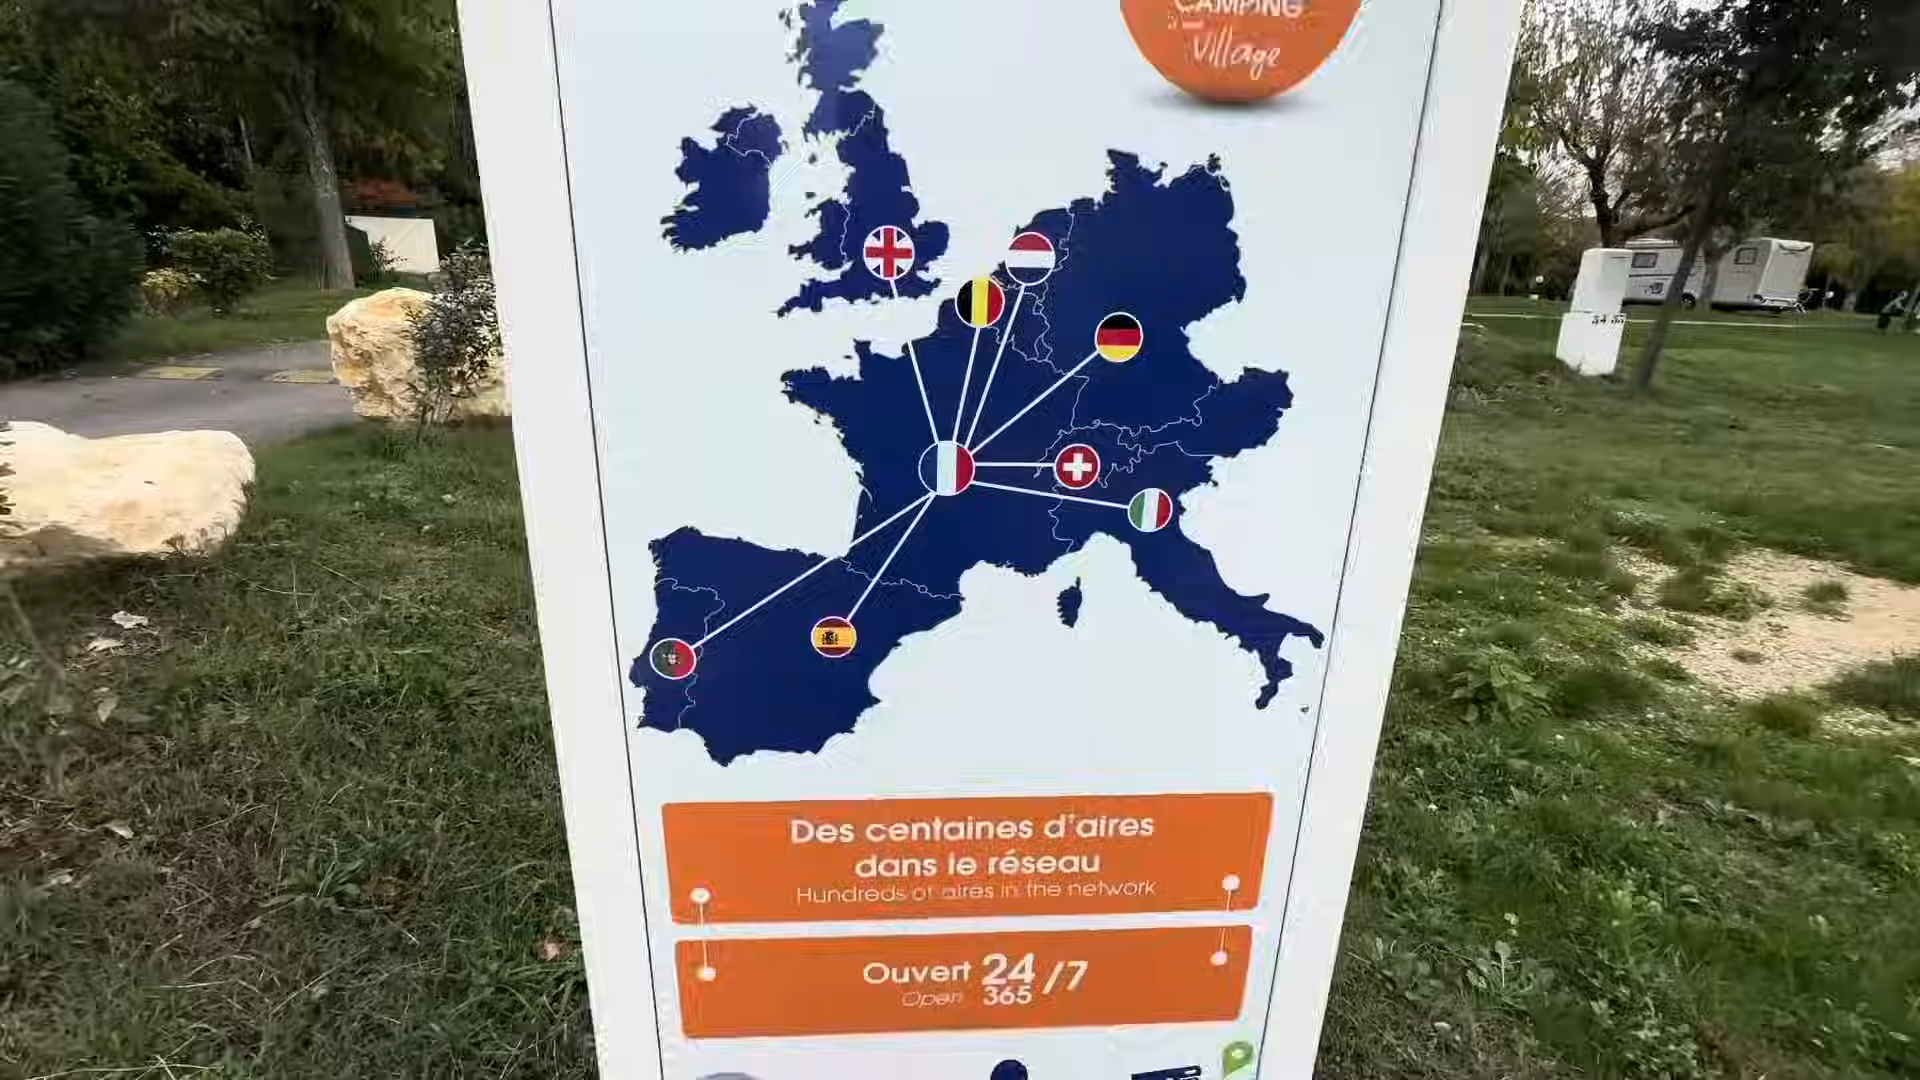 CAMPING
Village
Des centaines d'aires
dans le réseau
Hundreds of aires in the network
Ouvert 24/7
Open 365